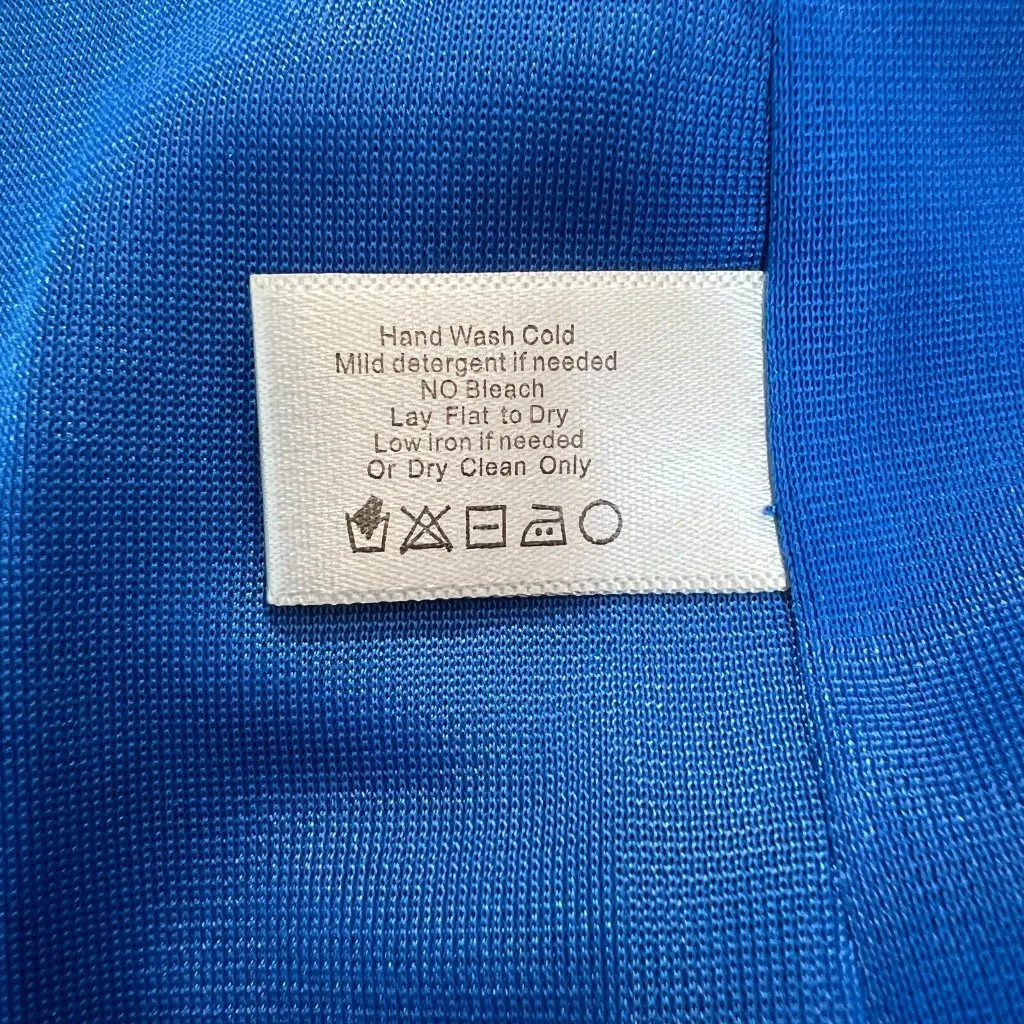 Hand Wash Cold
Mild detergent if needed
NO Bleach
Lay Flat to Dry
Low iron if needed
Or Dry Clean Only